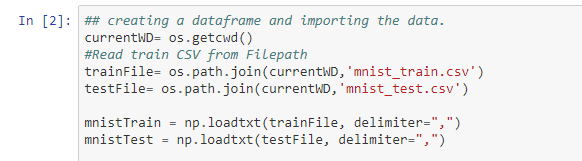 In [2]: ## creating a dataframe and importing the data.
currentWD= os.getcwd()
#Read train CSV from Filepath
trainFile= os.path.join(currentWD,'mnist_train.csv')
testFile= os.path.join(currentWD,'mnist_test.csv')
mnistTrain = np.loadtxt(trainFile, delimiter=",")
mnistTest = np.loadtxt(testFile, delimiter=",")